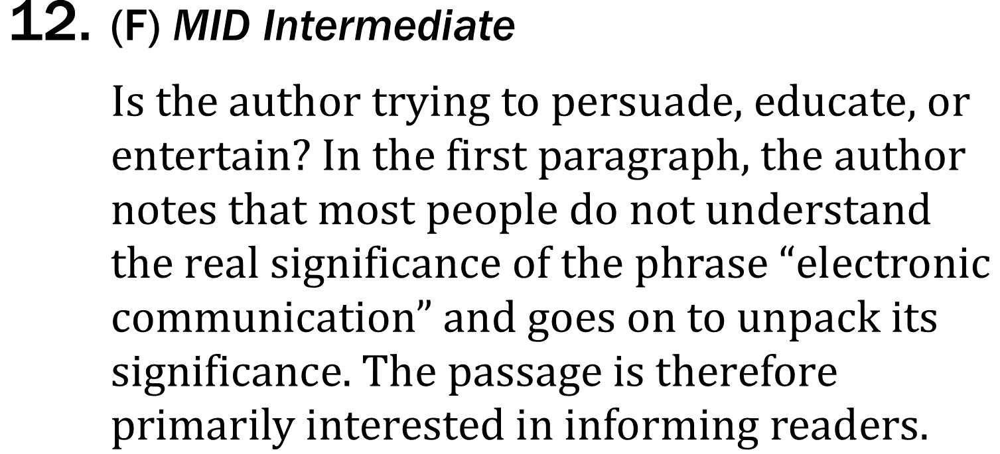 12. (F) MID Intermediate
Is the author trying to persuade, educate, or
entertain? In the first paragraph, the author
notes that most people do not understand
the real significance of the phrase “electronic
communication” and goes on to unpack its
significance. The passage is therefore
primarily interested in informing readers.